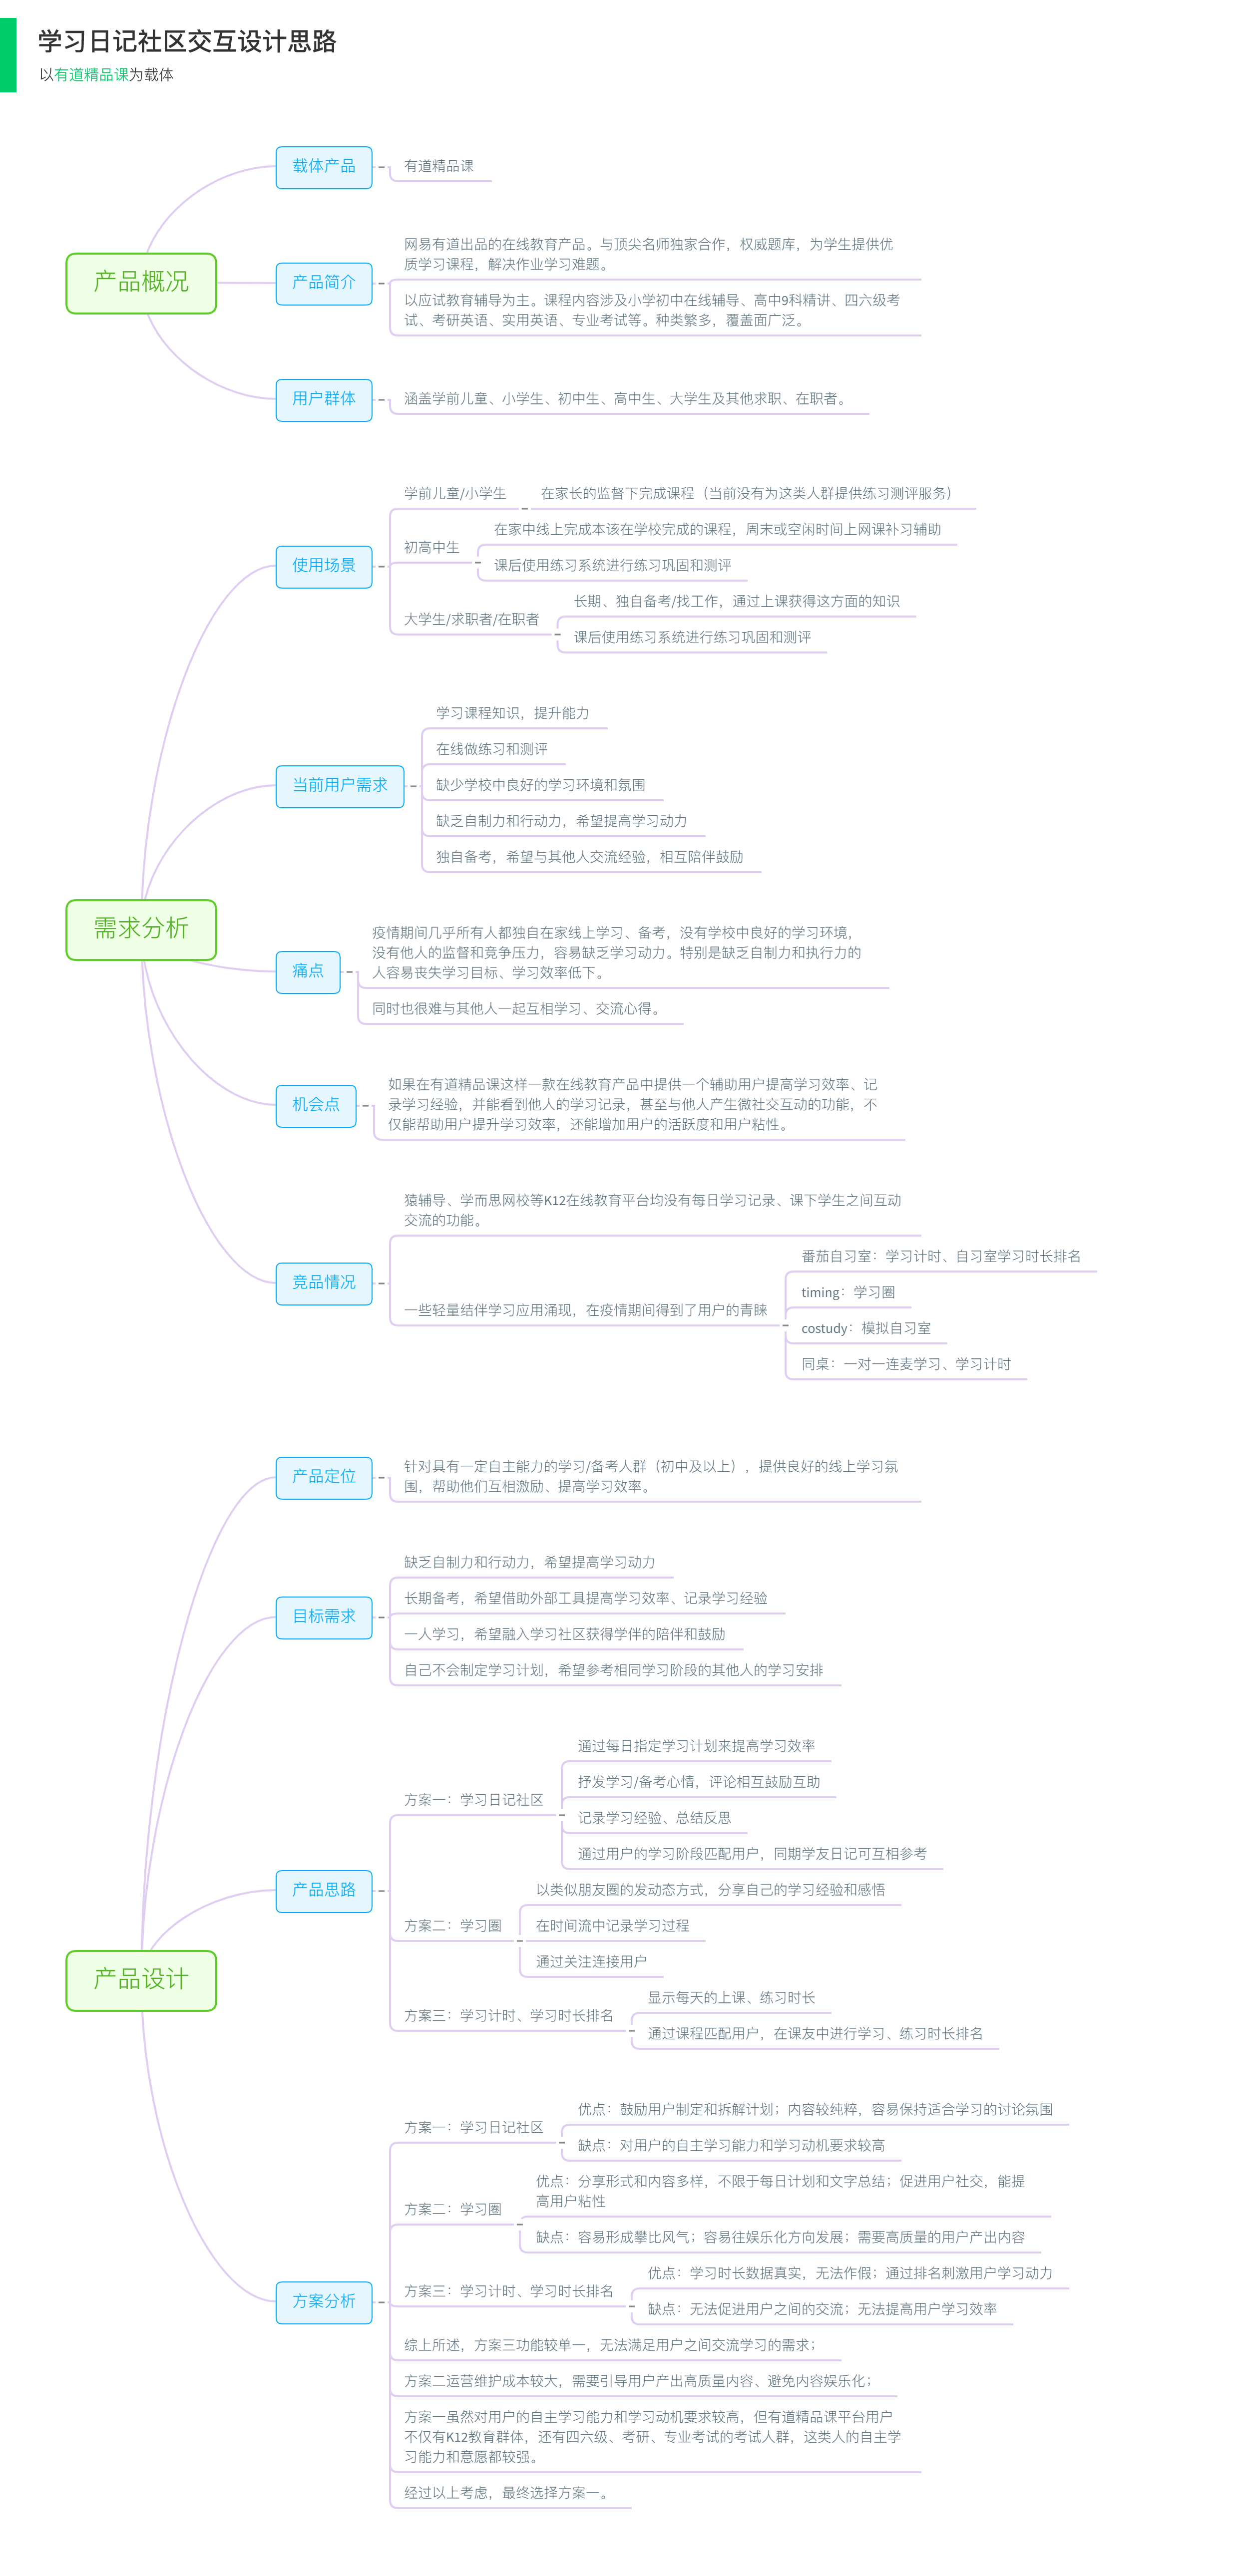 学习日记社区交互设计思路
以有道精品课为载体
产品概况
载体产品
有道精品课
产品简介
网易有道出品的在线教育产品。与顶尖名师独家合作，权威题库，为学生提供优
质学习课程，解决作业学习难题。
以应试教育辅导为主。课程内容涉及小学初中在线辅导、高中9科精讲、四六级考
试、考研英语、实用英语、专业考试等。种类繁多，覆盖面广泛。
用户群体
涵盖学前儿童、小学生、初中生、高中生、大学生及其他求职、在职者。
需求分析
使用场景
学前儿童/小学生
在家长的监督下完成课程（当前没有为这类人群提供练习测评服务）
初高中生
在家中线上完成本该在学校完成的课程，周末或空闲时间上网课补习辅助
课后使用练习系统进行练习巩固和测评
大学生/求职者/在职者
长期、独自备考/找工作，通过上课获得这方面的知识
课后使用练习系统进行练习巩固和测评
当前用户需求
学习课程知识，提升能力
在线做练习和测评
缺少学校中良好的学习环境和氛围
缺乏自制力和行动力，希望提高学习动力
独自备考，希望与其他人交流经验，相互陪伴鼓励
痛点
疫情期间几乎所有人都独自在家线上学习、备考，没有学校中良好的学习环境，
没有他人的监督和竞争压力，容易缺乏学习动力。特别是缺乏自制力和执行力的
人容易丧失学习目标、学习效率低下。
同时也很难与其他人一起互相学习、交流心得。
机会点
如果在有道精品课这样一款在线教育产品中提供一个辅助用户提高学习效率、记
录学习经验，并能看到他人的学习记录，甚至与他人产生微社交互动的功能，不
仅能帮助用户提升学习效率，还能增加用户的活跃度和用户粘性。
竞品情况
猿辅导、学而思网校等K12在线教育平台均没有每日学习记录、课下学生之间互动
交流的功能。
一些轻量结伴学习应用涌现，在疫情期间得到了用户的青睐
番茄自习室：学习计时、自习室学习时长排名
timing：学习圈
costudy：模拟自习室
同桌：一对一连麦学习、学习计时
产品设计
产品定位
针对具有一定自主能力的学习/备考人群（初中及以上），提供良好的线上学习氛
围，帮助他们互相激励、提高学习效率。
目标需求
缺乏自制力和行动力，希望提高学习动力
长期备考，希望借助外部工具提高学习效率、记录学习经验
一人学习，希望融入学习社区获得学伴的陪伴和鼓励
自己不会制定学习计划，希望参考相同学习阶段的其他人的学习安排
产品思路
方案一：学习日记社区
通过每日指定学习计划来提高学习效率
抒发学习/备考心情，评论相互鼓励互助
记录学习经验、总结反思
通过用户的学习阶段匹配用户，同期学友日记可互相参考
方案二：学习圈
以类似朋友圈的发动态方式，分享自己的学习经验和感悟
在时间流中记录学习过程
通过关注连接用户
方案三：学习计时、学习时长排名
显示每天的上课、练习时长
通过课程匹配用户，在课友中进行学习、练习时长排名
方案分析
方案一：学习日记社区
优点：鼓励用户制定和拆解计划；内容较纯粹，容易保持适合学习的讨论氛围
缺点：对用户的自主学习能力和学习动机要求较高
方案二：学习圈
优点：分享形式和内容多样，不限于每日计划和文字总结；促进用户社交，能提
高用户粘性
缺点：容易形成攀比风气；容易往娱乐化方向发展；需要高质量的用户产出内容
方案三：学习计时、学习时长排名
优点：学习时长数据真实，无法作假；通过排名刺激用户学习动力
缺点：无法促进用户之间的交流；无法提高用户学习效率
综上所述，方案三功能较单一，无法满足用户之间交流学习的需求；
方案二运营维护成本较大，需要引导用户产出高质量内容、避免内容娱乐化；
方案一虽然对用户的自主学习能力和学习动机要求较高，但有道精品课平台用户
不仅有K12教育群体，还有四六级、考研、专业考试的考试人群，这类人的自主学
习能力和意愿都较强。
经过以上考虑，最终选择方案一。